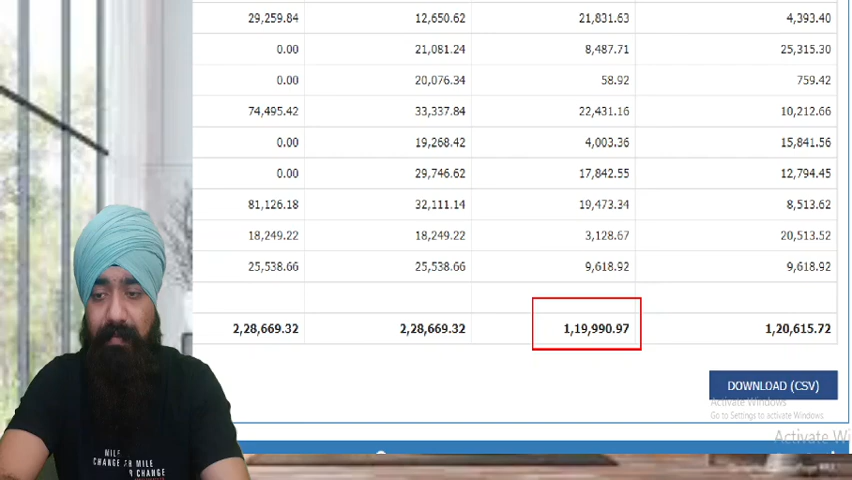 29,259.84 12,650.62 21,831.63 4,393.40
0.00 21,081.24 8,487.71 25,315.30
0.00 20,076.34 58.92 759.42
74,495.42 33,337.84 22,431.16 10,212.66
0.00 19,268.42 4,003.36 15,841.56
0.00 29,746.62 17,842.55 12,794.45
81,126.18 32,111.14 19,473.34 8,513.62
18,249.22 18,249.22 3,128.67 20,513.52
25,538.66 25,538.66 9,618.92 9,618.92
2,28,669.32 2,28,669.32 1,19,990.97 1,20,615.72
DOWNLOAD (CSV)
Activate Windows
Go to Settings to activate Windows.
Activate Wi
MILE
CHANGE MILE
CHANGE